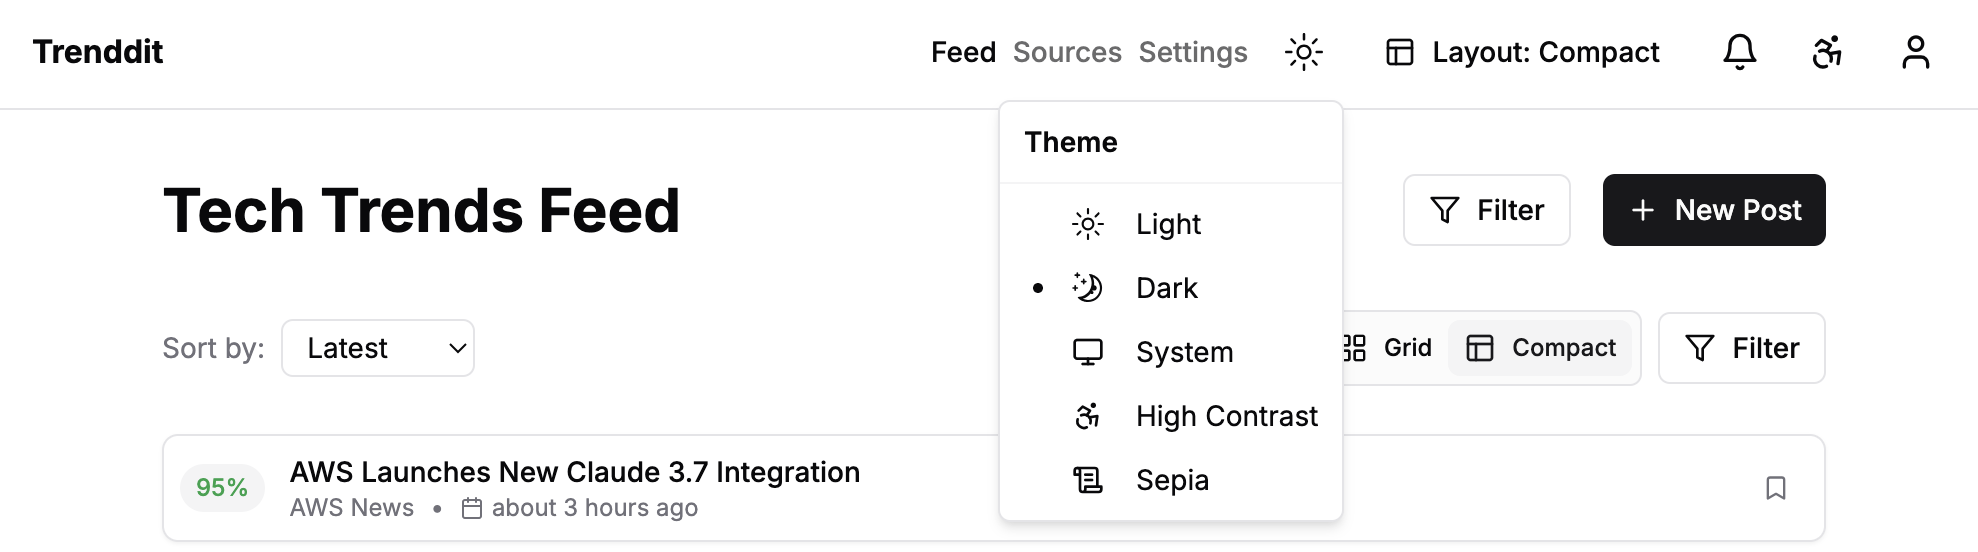 Trenddit
Feed Sources Settings Layout: Compact
Theme
Light
Dark
System
High Contrast
Sepia
Tech Trends Feed
Filter
New Post
Sort by: Latest
Grid Compact
Filter
95%
AWS Launches New Claude 3.7 Integration
AWS News • about 3 hours ago